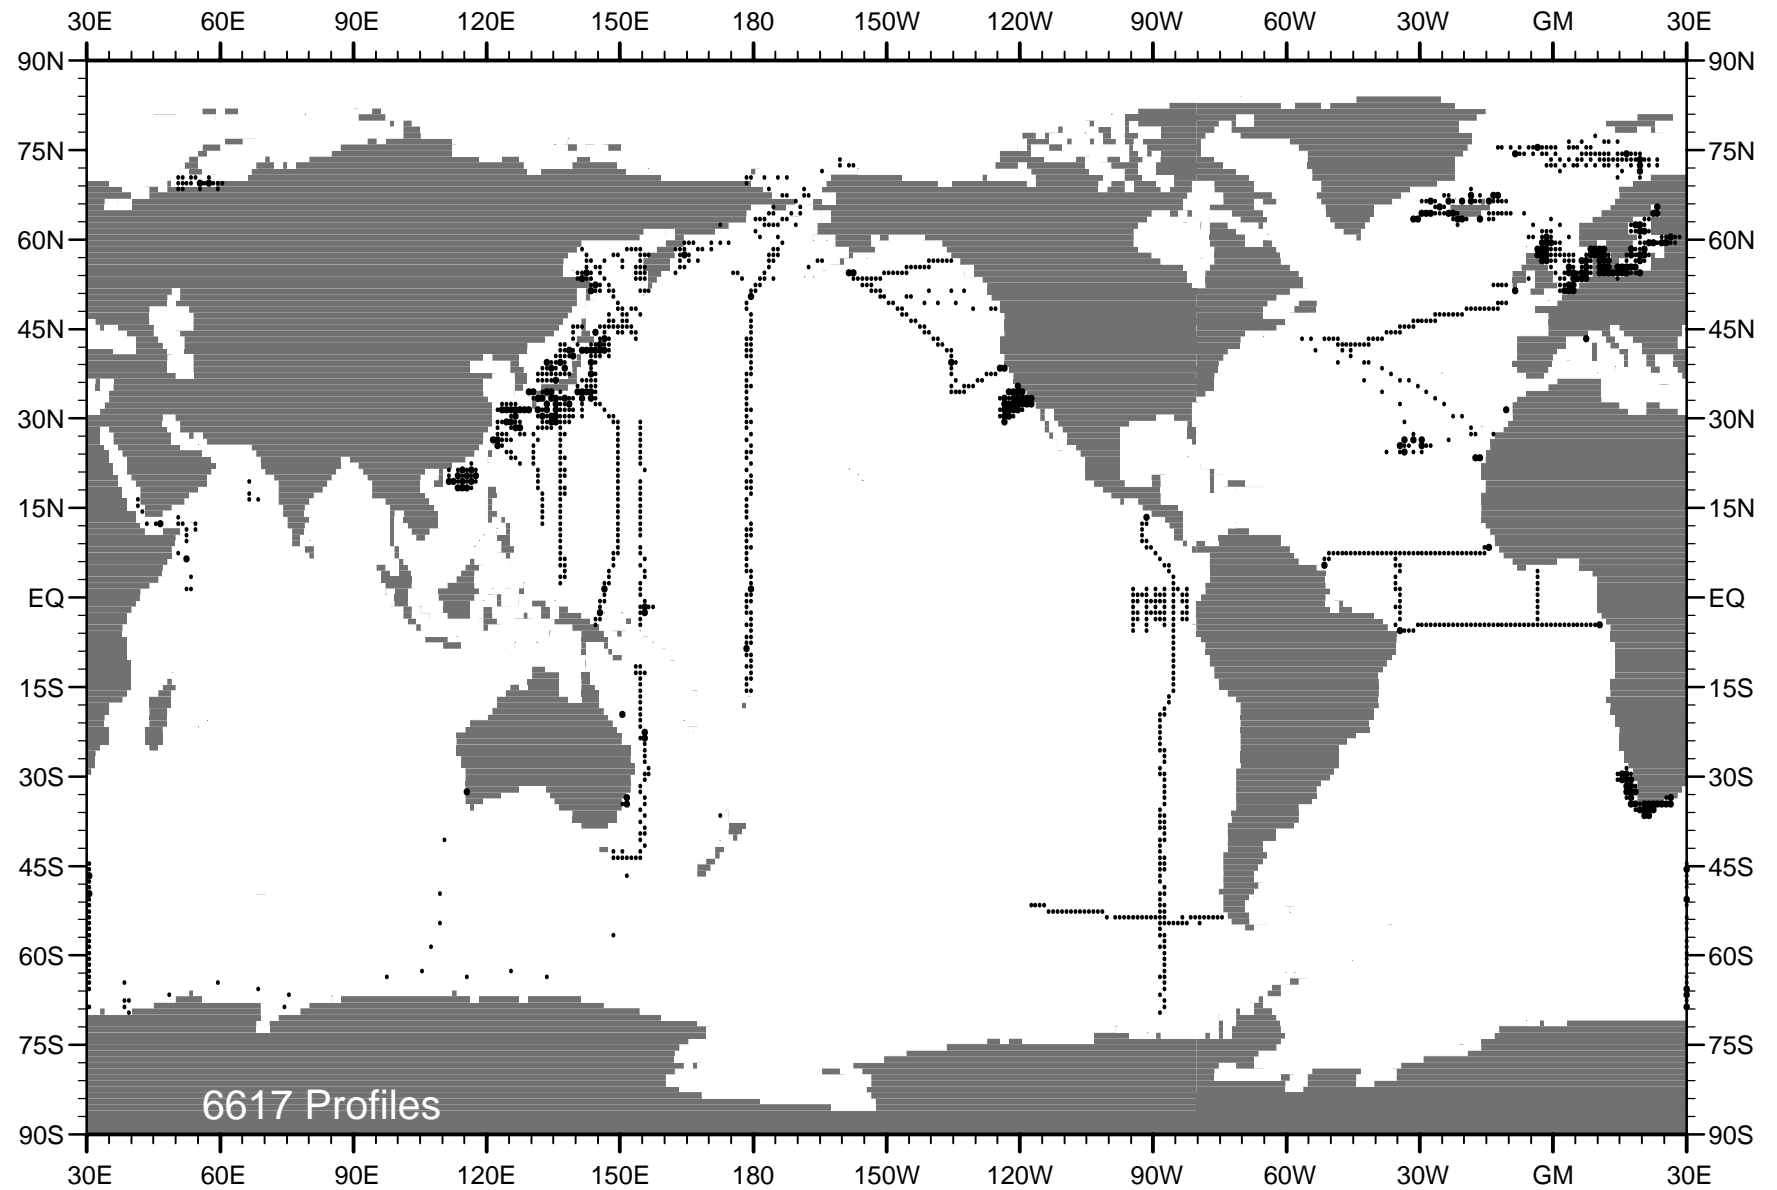 30E 60E 90E 120E 150E 180 150W 120W 90W 60W 30W GM 30E
90N 90N
75N 75N
60N 60N
45N 45N
30N 30N
15N 15N
EQ EQ
15S 15S
30S 30S
45S 45S
60S 60S
75S 75S
6617 Profiles
90S 90S
30E 60E 90E 120E 150E 180 150W 120W 90W 60W 30W GM 30E